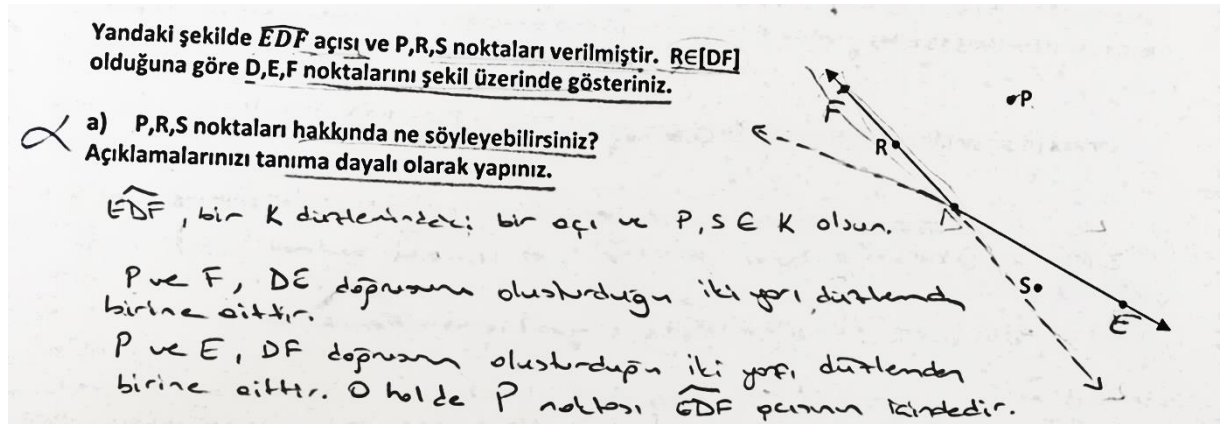 Yandaki şekilde EDF açısı ve P,R,S noktaları verilmiştir. R∈[DF]
olduğuna göre D,E,F noktalarını şekil üzerinde gösteriniz.
a) P,R,S noktaları hakkında ne söyleyebilirsiniz?
Açıklamalarınızı tanıma dayalı olarak yapınız.
EDF, bir K düzlemindeki bir açı ve P, S ∈ K olsun.
P ve F, DE doğrusunun oluşturduğu iki yarı düzlemden
birine aittir.
P ve E, DF doğrusunun oluşturduğu iki yarı düzlemden
birine aittir. O halde P noktası EDF açısının içindedir.
P
F
R
D
S
E